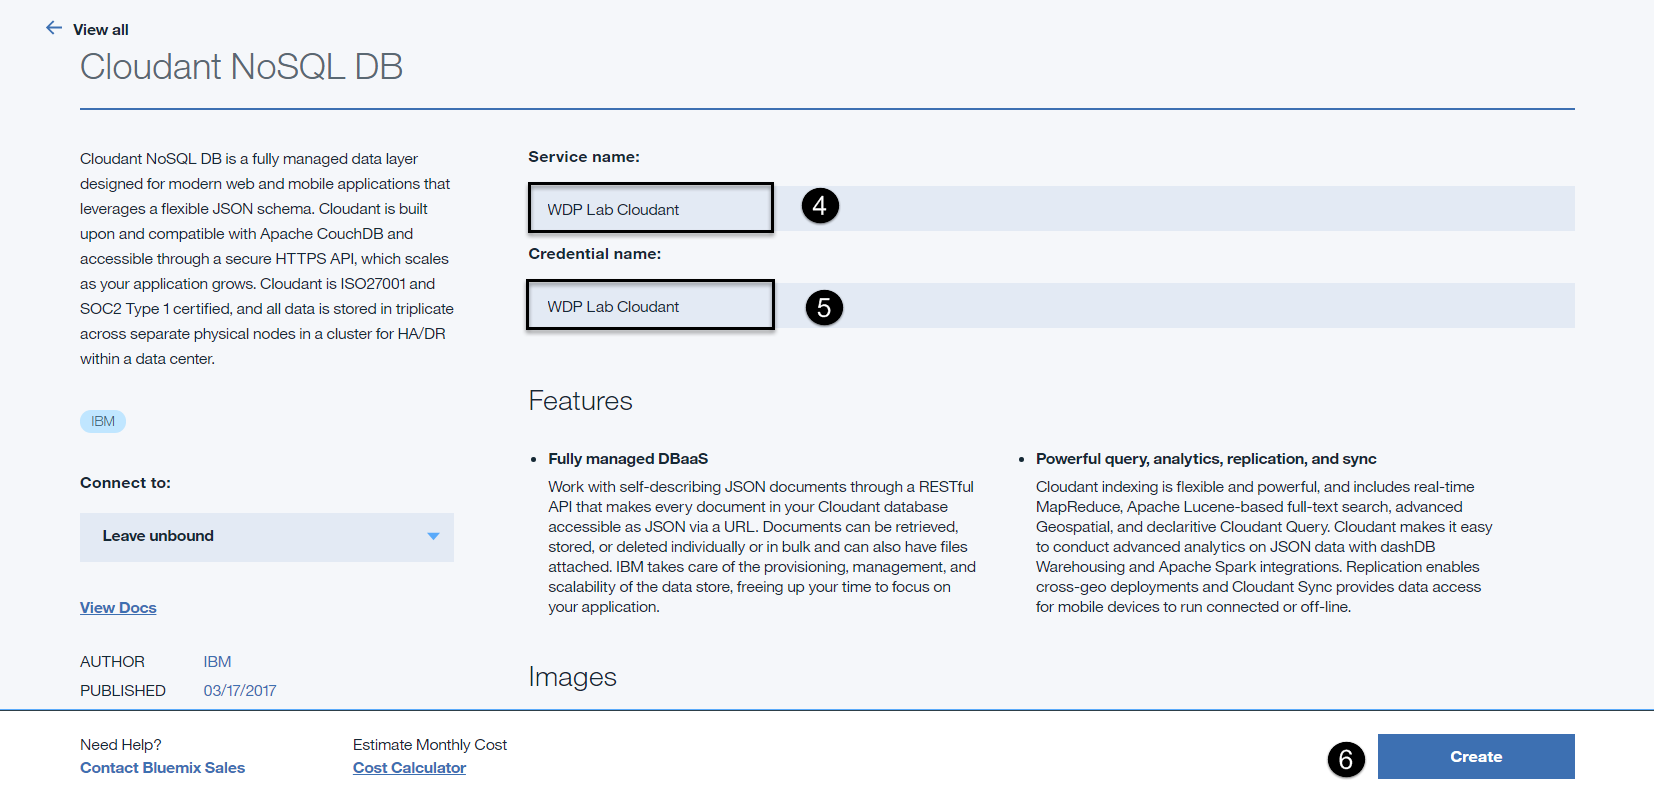 ← View all
Cloudant NoSQL DB
Cloudant NoSQL DB is a fully managed data layer
designed for modern web and mobile applications that
leverages a flexible JSON schema. Cloudant is built
upon and compatible with Apache CouchDB and
accessible through a secure HTTPS API, which scales
as your application grows. Cloudant is ISO27001 and
SOC2 Type 1 certified, and all data is stored in triplicate
across separate physical nodes in a cluster for HA/DR
within a data center.
IBM
Connect to:
Leave unbound
View Docs
AUTHOR IBM
PUBLISHED 03/17/2017
Service name:
WDP Lab Cloudant 4
Credential name:
WDP Lab Cloudant 5
Features
• Fully managed DBaaS
Work with self-describing JSON documents through a RESTful
API that makes every document in your Cloudant database
accessible as JSON via a URL. Documents can be retrieved,
stored, or deleted individually or in bulk and can also have files
attached. IBM takes care of the provisioning, management, and
scalability of the data store, freeing up your time to focus on
your application.
• Powerful query, analytics, replication, and sync
Cloudant indexing is flexible and powerful, and includes real-time
MapReduce, Apache Lucene-based full-text search, advanced
Geospatial, and declaritive Cloudant Query. Cloudant makes it easy
to conduct advanced analytics on JSON data with dashDB
Warehousing and Apache Spark integrations. Replication enables
cross-geo deployments and Cloudant Sync provides data access
for mobile devices to run connected or off-line.
Images
Need Help?
Contact Bluemix Sales
Estimate Monthly Cost
Cost Calculator
6 Create